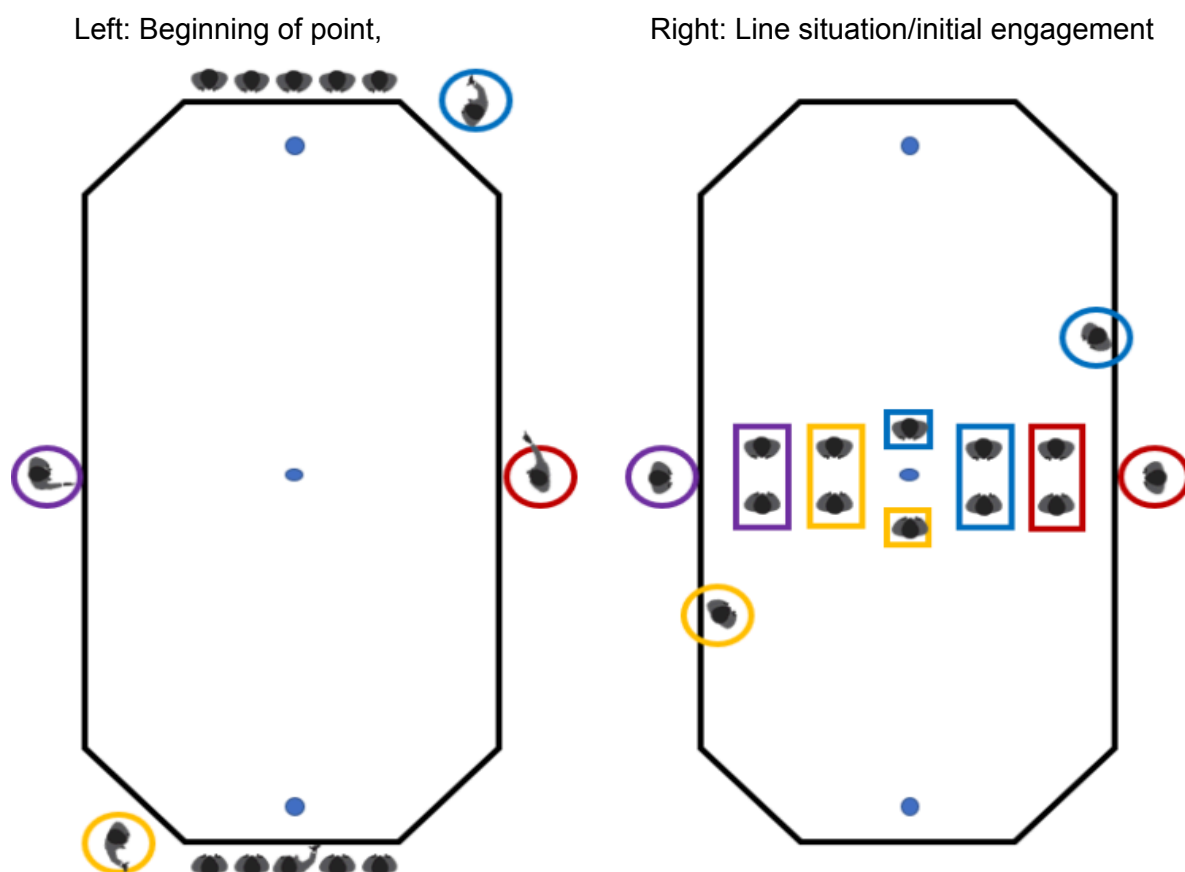 Left: Beginning of point,
Right: Line situation/initial engagement